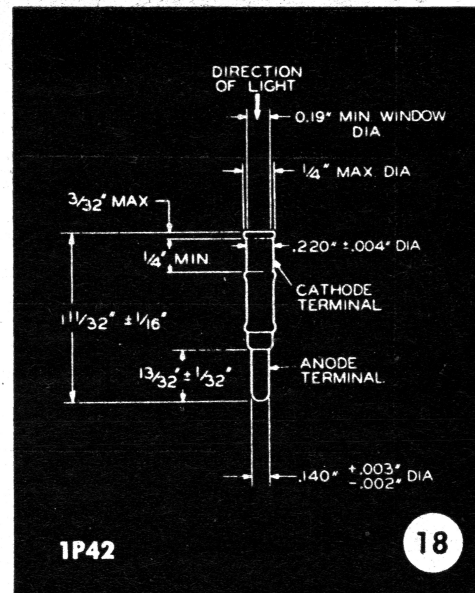 DIRECTION
OF LIGHT
0.19" MIN WINDOW
DIA
1/4" MAX DIA
3/32" MAX
1/4" MIN
.220" ±.004" DIA
CATHODE
TERMINAL
1 11/32" ± 1/16"
13/32" ± 1/32"
ANODE
TERMINAL
.140" +.003"
-.002" DIA
1P42
18